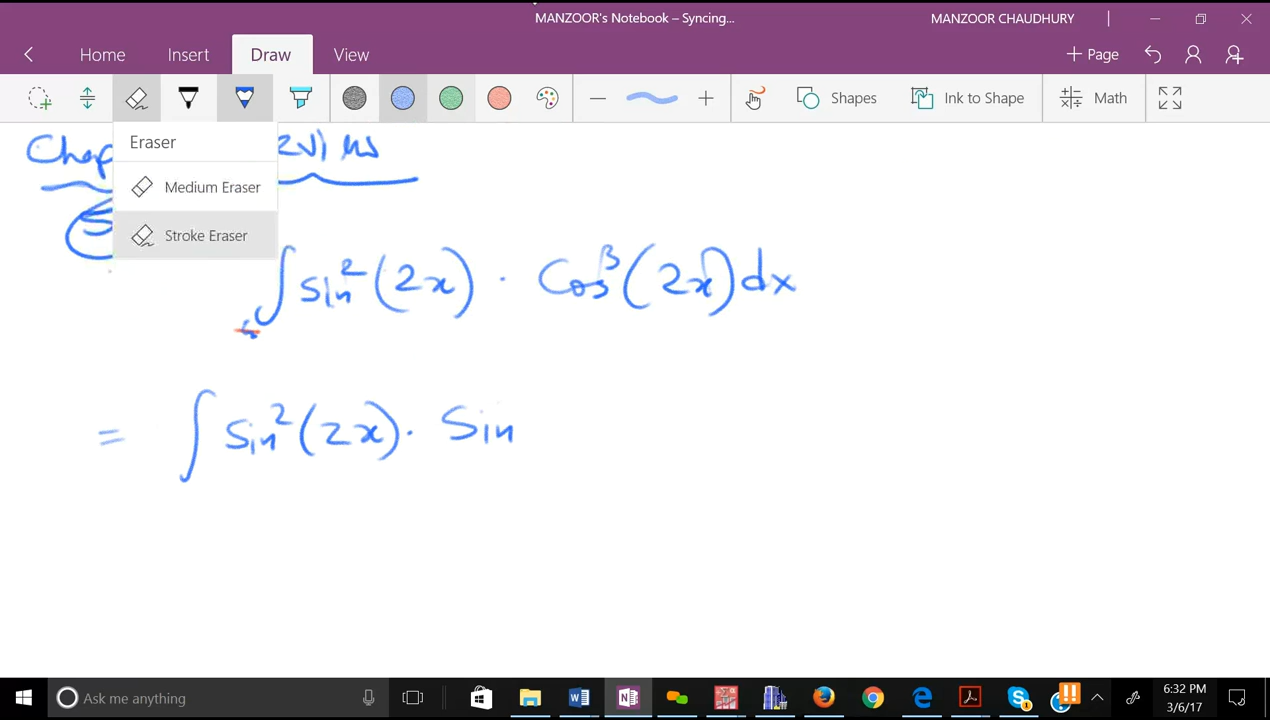 MANZOOR's Notebook – Syncing...
MANZOOR CHAUDHURY
Home
Insert
Draw
View
+ Page
Shapes
Ink to Shape
Math
Eraser
Medium Eraser
Stroke Eraser
Chap
∫ Sin²(2x) · Cos³(2x) dx
= ∫ Sin²(2x) · Sin
Ask me anything
6:32 PM
3/6/17